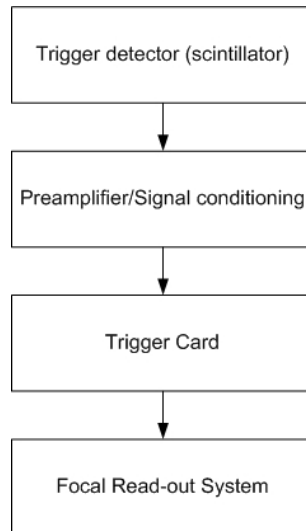 Trigger detector (scintillator)
Preamplifier/Signal conditioning
Trigger Card
Focal Read-out System